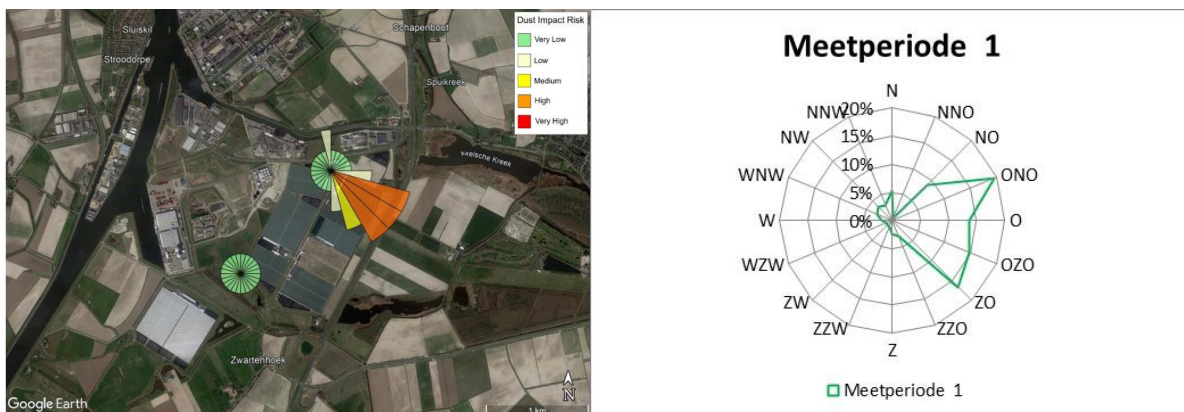 Sluiskil
Stroodorpe
Schapenbout
Spuikreek
Axelsche Kreek
Zwartenhoek
Dust Impact Risk
Very Low
Low
Medium
High
Very High
N
1 km
Google Earth
Meetperiode 1
N
NNW
NNO
NW
NO
WNW
ONO
W
O
WZW
OZO
ZW
ZO
ZZW
ZZO
Z
20%
15%
10%
5%
0%
Meetperiode 1